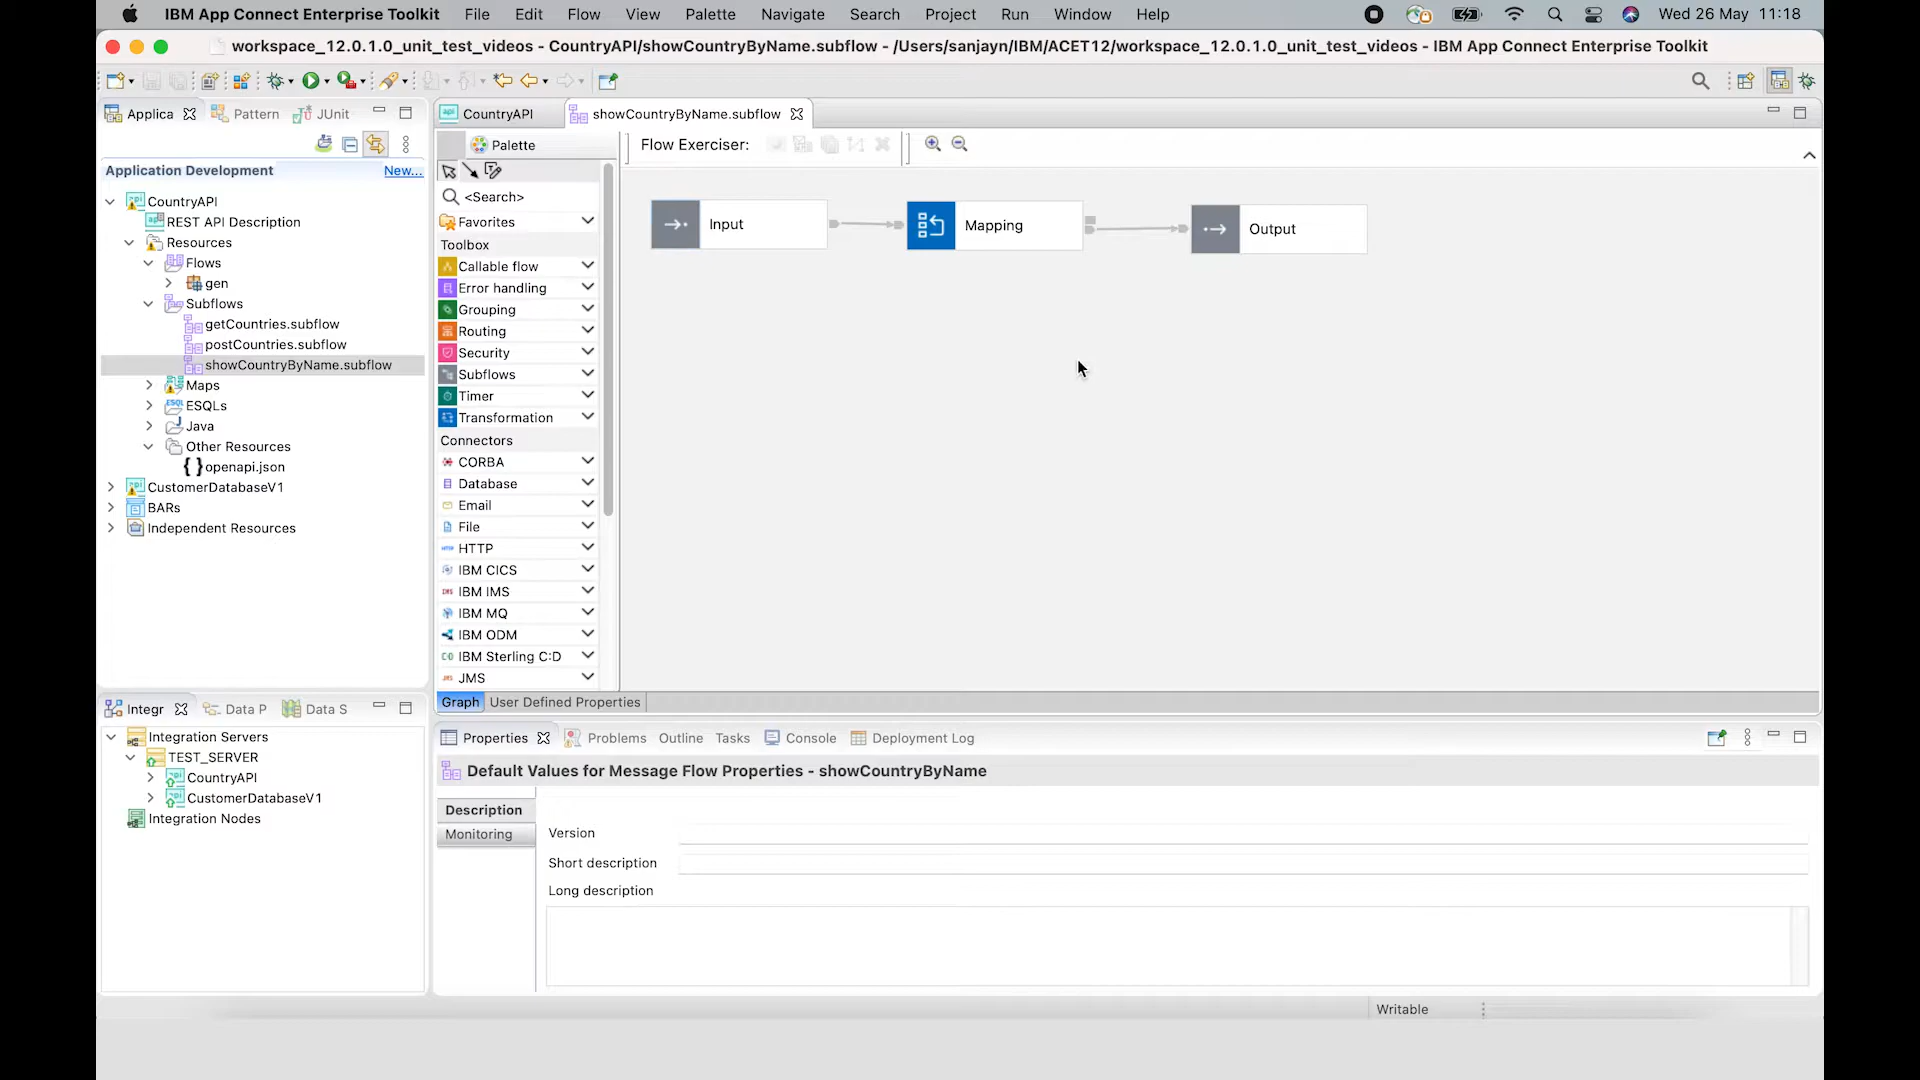 IBM App Connect Enterprise Toolkit File Edit Flow View Palette Navigate Search Project Run Window Help Wed 26 May 11:18
workspace_12.0.1.0_unit_test_videos - CountryAPI/showCountryByName.subflow - /Users/sanjayn/IBM/ACET12/workspace_12.0.1.0_unit_test_videos - IBM App Connect Enterprise Toolkit
Applica Pattern JUnit
Application Development New...
CountryAPI
REST API Description
Resources
Flows
gen
Subflows
getCountries.subflow
postCountries.subflow
showCountryByName.subflow
Maps
ESQLs
Java
Other Resources
openapi.json
CustomerDatabaseV1
BARs
Independent Resources
CountryAPI showCountryByName.subflow
Palette
Flow Exerciser:
<Search>
Favorites
Toolbox
Callable flow
Error handling
Grouping
Routing
Security
Subflows
Timer
Transformation
Connectors
CORBA
Database
Email
File
HTTP
IBM CICS
IBM IMS
IBM MQ
IBM ODM
IBM Sterling C:D
JMS
Input Mapping Output
Graph User Defined Properties
Integr Data P Data S
Integration Servers
TEST_SERVER
CountryAPI
CustomerDatabaseV1
Integration Nodes
Properties Problems Outline Tasks Console Deployment Log
Default Values for Message Flow Properties - showCountryByName
Description
Monitoring
Version
Short description
Long description
Writable